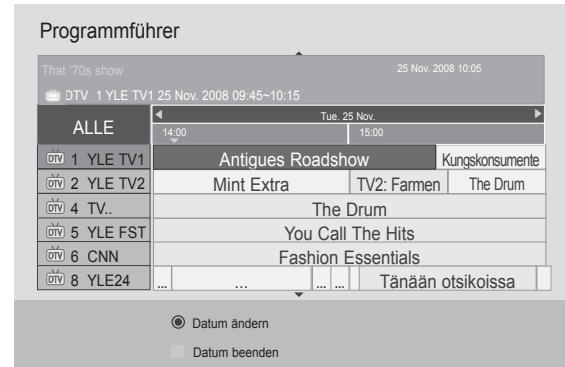 Programmführer
That '70s show
25 Nov. 2008 10:05
DTV 1 YLE TV1 25 Nov. 2008 09:45~10:15
ALLE
Tue. 25 Nov.
14:00 15:00
DTV 1 YLE TV1 Antigues Roadshow Kungskonsumente
DTV 2 YLE TV2 Mint Extra TV2: Farmen The Drum
DTV 4 TV.. The Drum
DTV 5 YLE FST You Call The Hits
DTV 6 CNN Fashion Essentials
DTV 8 YLE24 ... ... ... ... Tänään otsikoissa
Datum ändern
Datum beenden